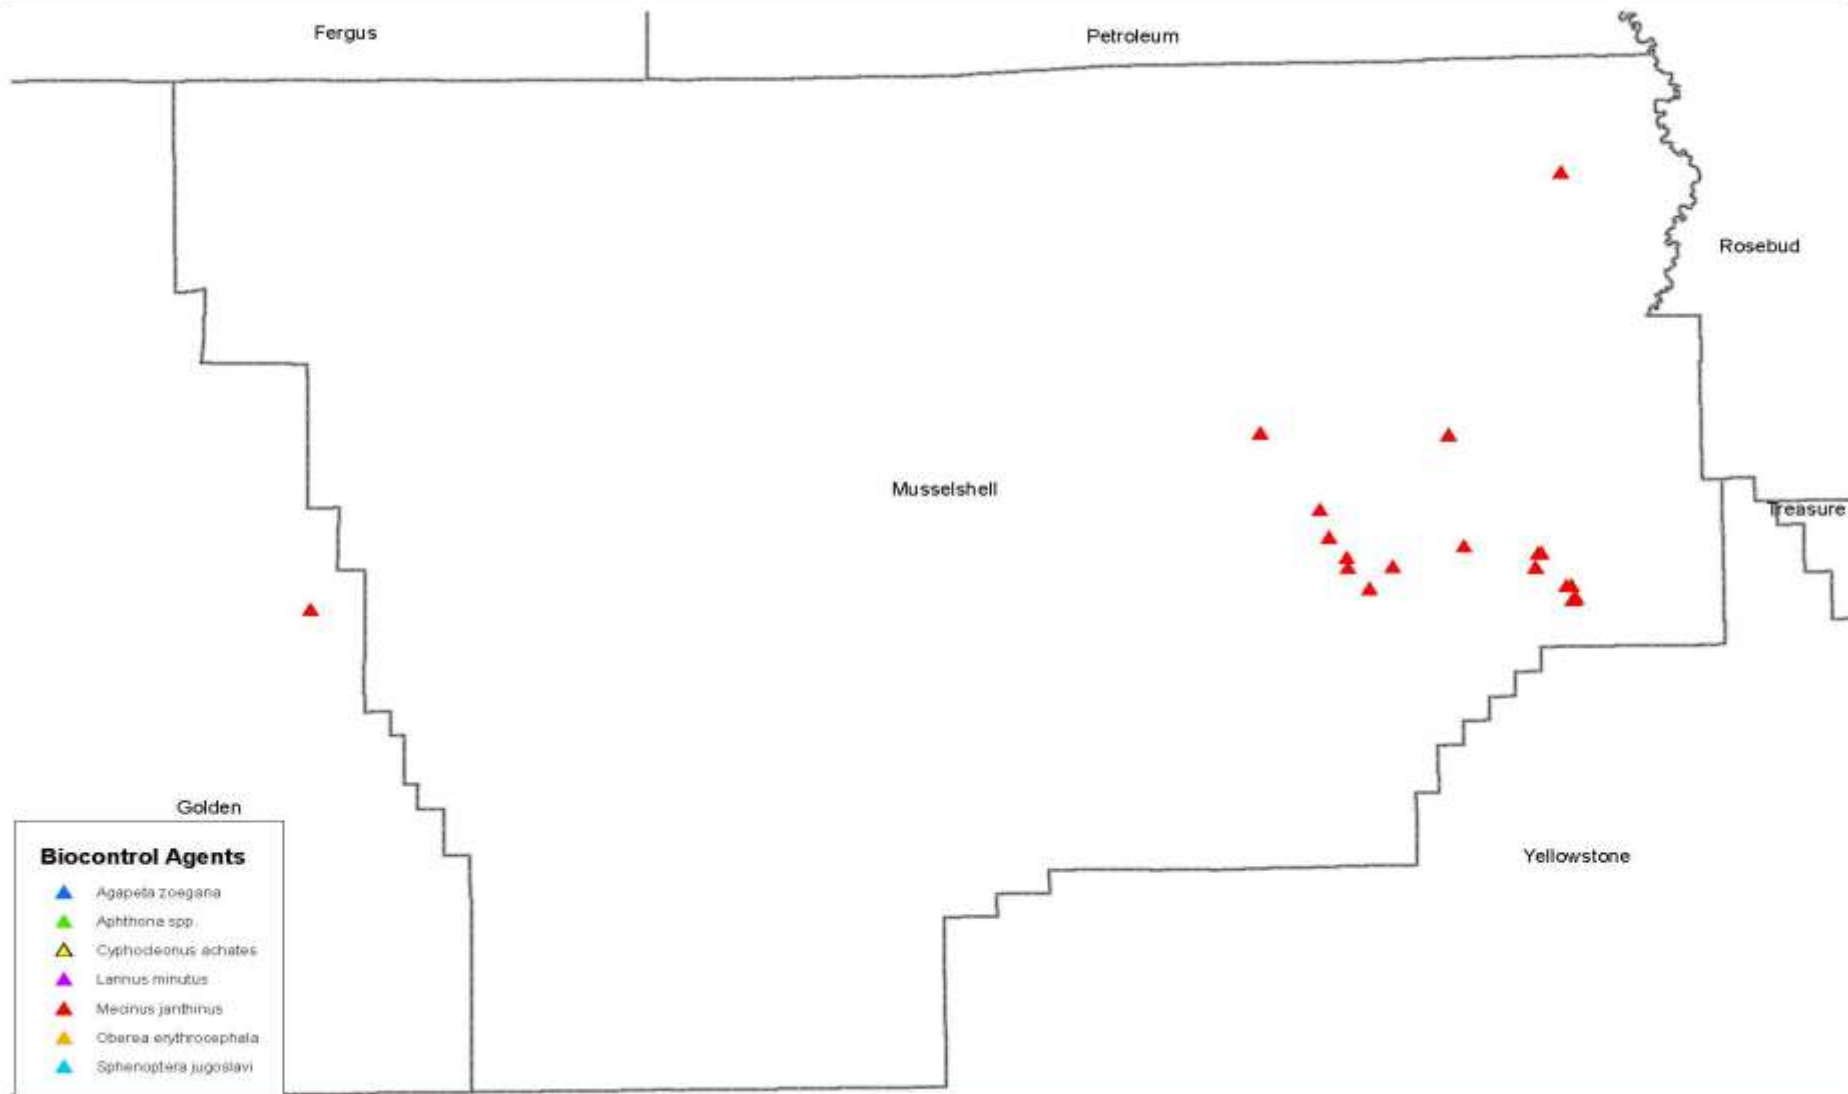 Fergus
Petroleum
Rosebud
Musselshell
Treasure
Golden
Yellowstone
Biocontrol Agents
Agapeta zoegana
Aphthona spp.
Cyphocleonus achates
Larinus minutus
Mecinus janthinus
Oberea erythrocephala
Sphenoptera jugoslavi